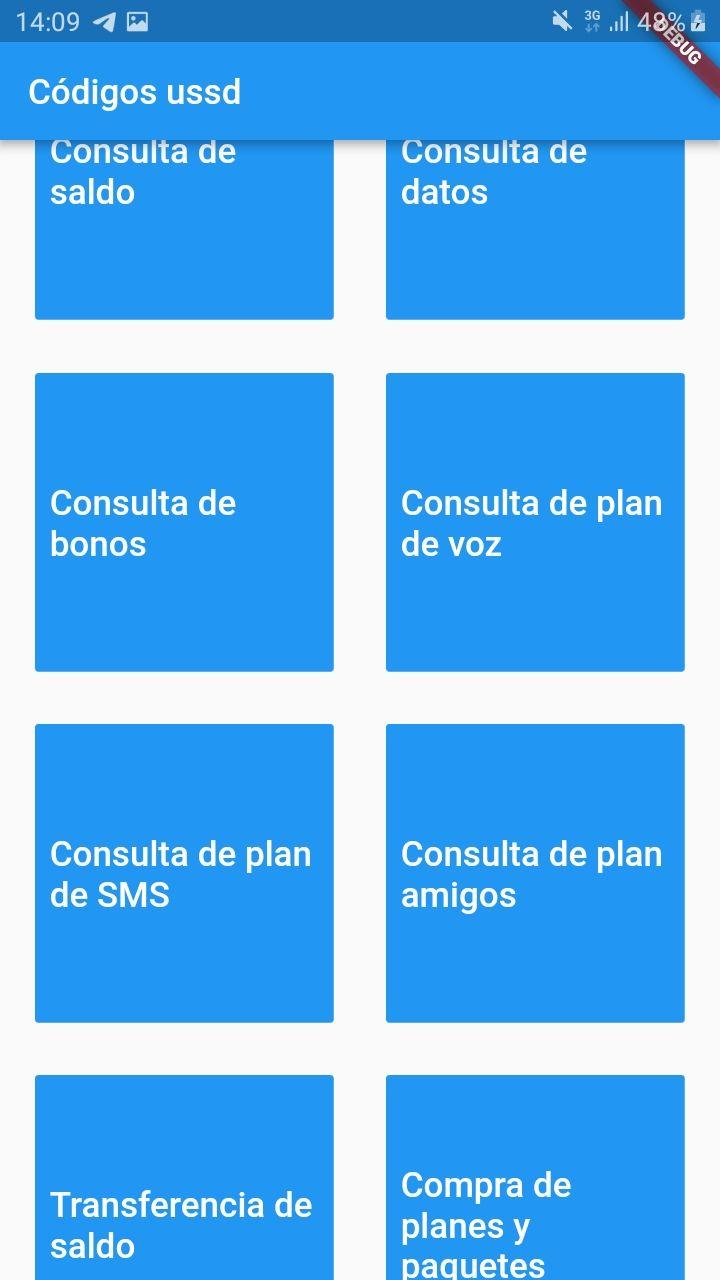 14:09 3G 48%
DEBUG
Códigos ussd
Consulta de
saldo
Consulta de
datos
Consulta de
bonos
Consulta de plan
de voz
Consulta de plan
de SMS
Consulta de plan
amigos
Transferencia de
saldo
Compra de
planes y
paquetes